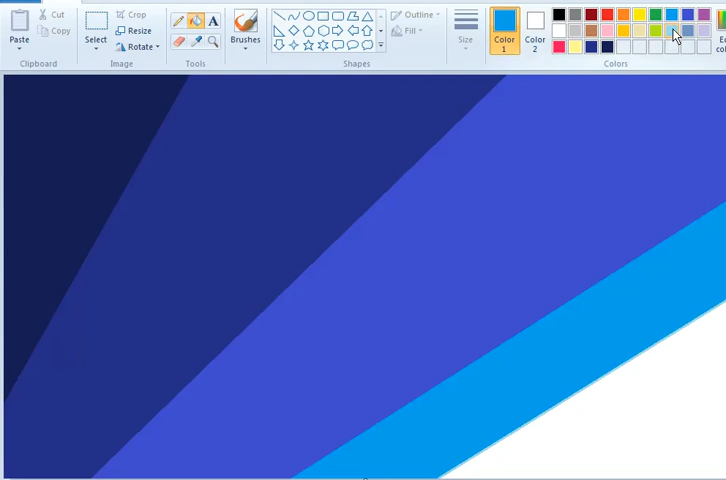 Paste
Cut
Copy
Clipboard
Select
Crop
Resize
Rotate
Image
A
Tools
Brushes
Shapes
Outline
Fill
Size
Color
1
Color
2
Colors